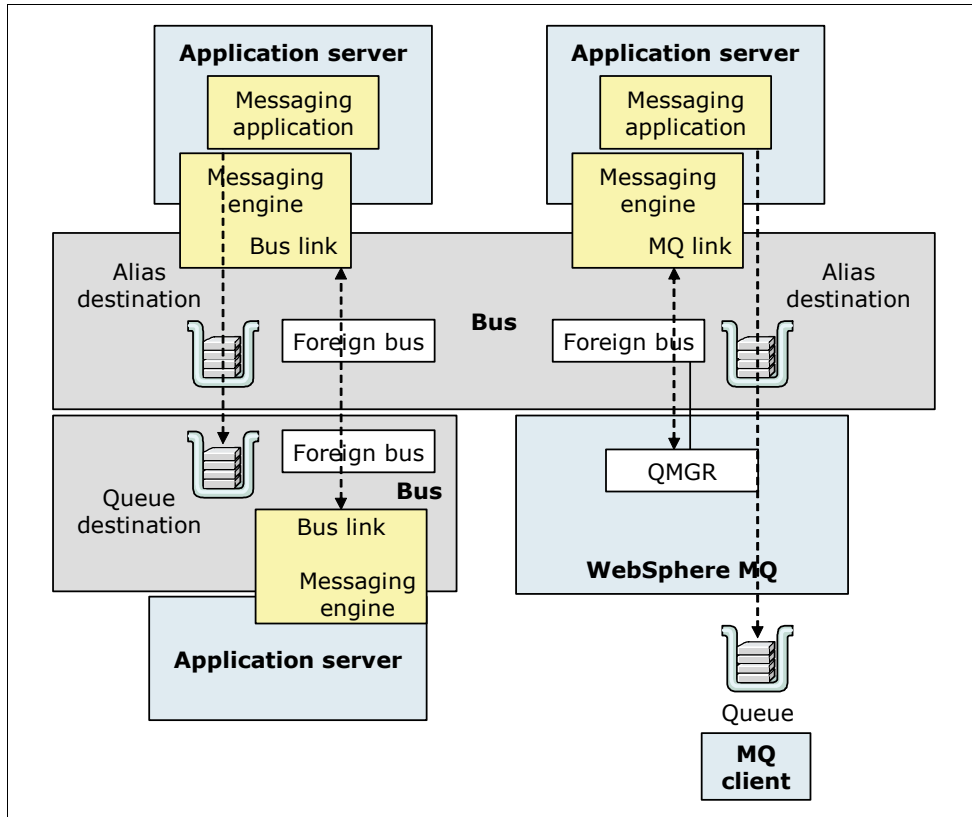 Application server
Messaging
application
Messaging
engine
Bus link
Application server
Messaging
application
Messaging
engine
MQ link
Alias
destination
Foreign bus
Bus
Foreign bus
Alias
destination
Foreign bus
Queue
destination
Bus
Bus link
Messaging
engine
Application server
QMGR
WebSphere MQ
Queue
MQ
client